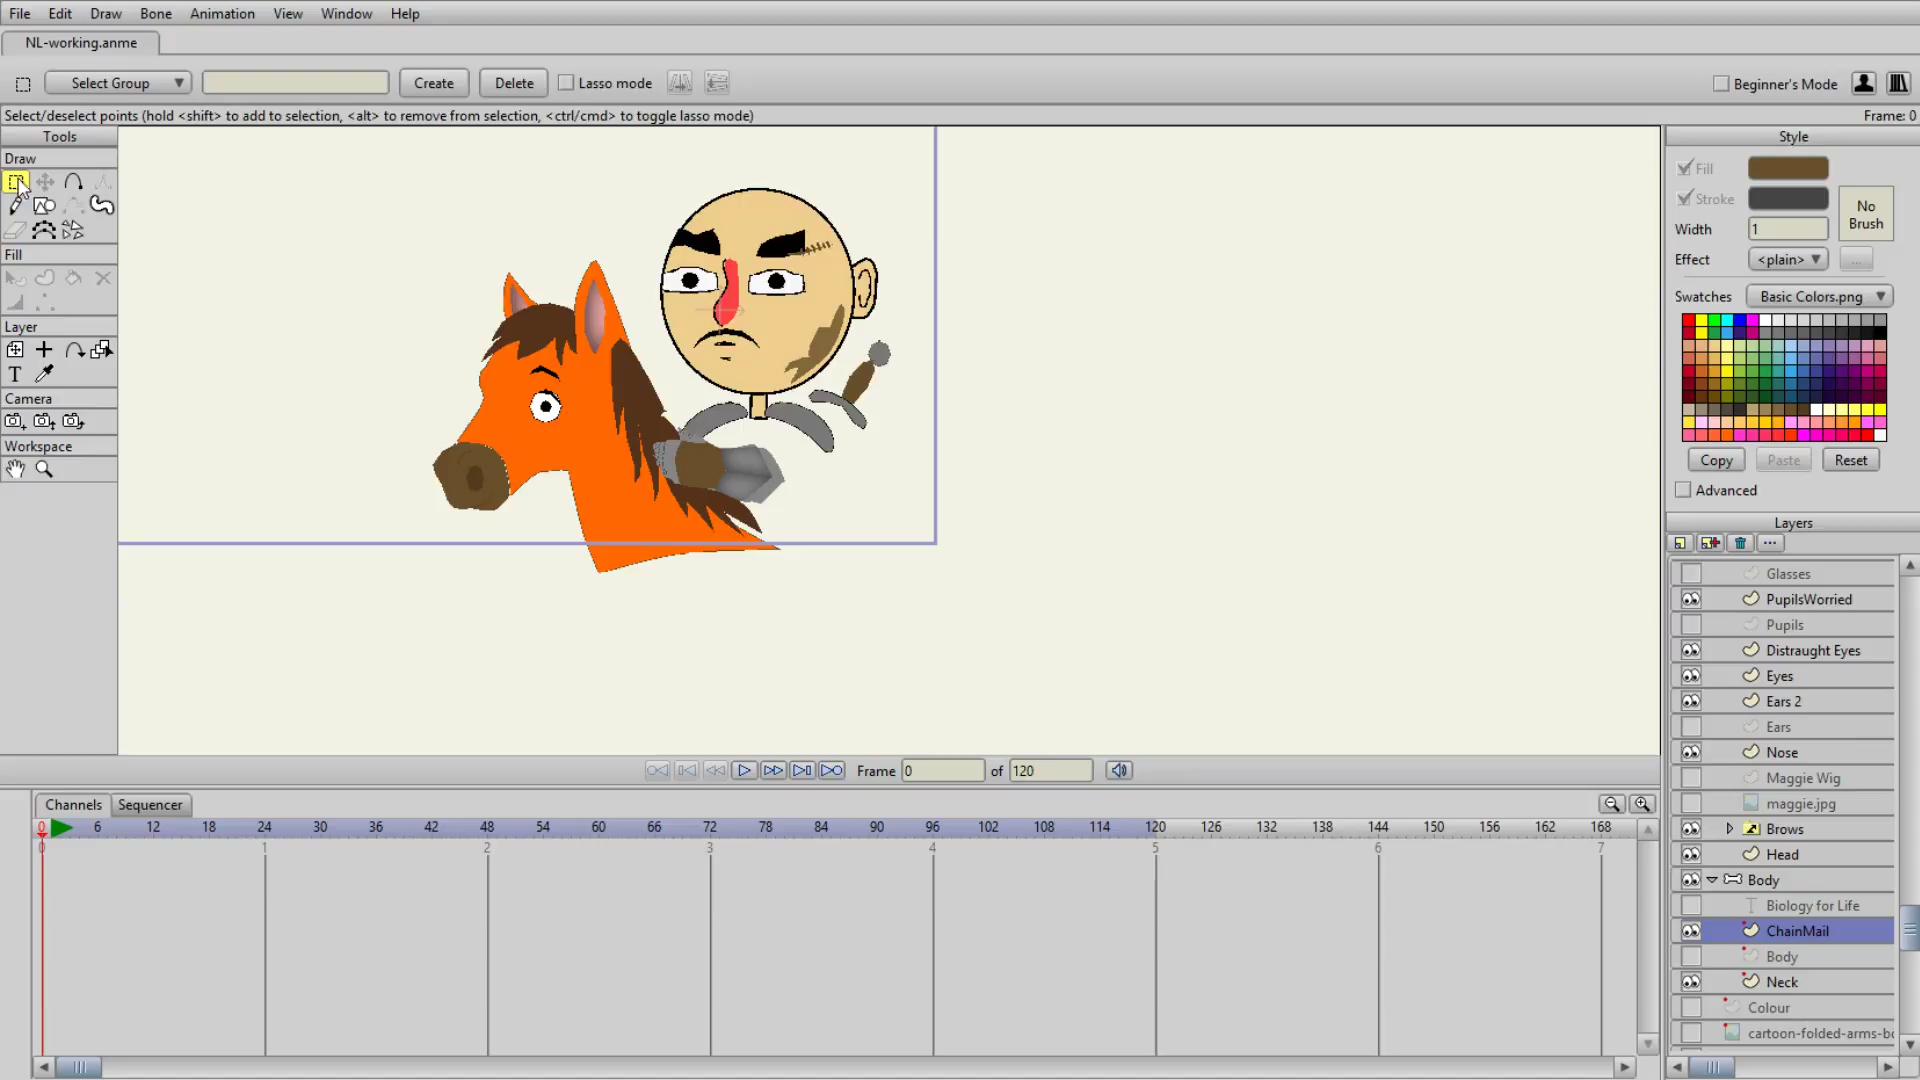 File Edit Draw Bone Animation View Window Help
NL-working.anme
Select Group Create Delete Lasso mode Beginner's Mode
Select/deselect points (hold <shift> to add to selection, <alt> to remove from selection, <ctrl/cmd> to toggle lasso mode) Frame: 0
Tools
Draw
Fill
Layer
T
Camera
Workspace
Style
Fill
Stroke
No Brush
Width 1
Effect <plain> ...
Swatches Basic Colors.png
Copy Paste Reset
Advanced
Layers
Glasses
PupilsWorried
Pupils
Distraught Eyes
Eyes
Ears 2
Ears
Nose
Maggie Wig
maggie.jpg
Brows
Head
Body
T Biology for Life
ChainMail
Body
Neck
Colour
cartoon-folded-arms-bo
Frame 0 of 120
Channels Sequencer
0 6 12 18 24 30 36 42 48 54 60 66 72 78 84 90 96 102 108 114 120 126 132 138 144 150 156 162 168
0 1 2 3 4 5 6 7